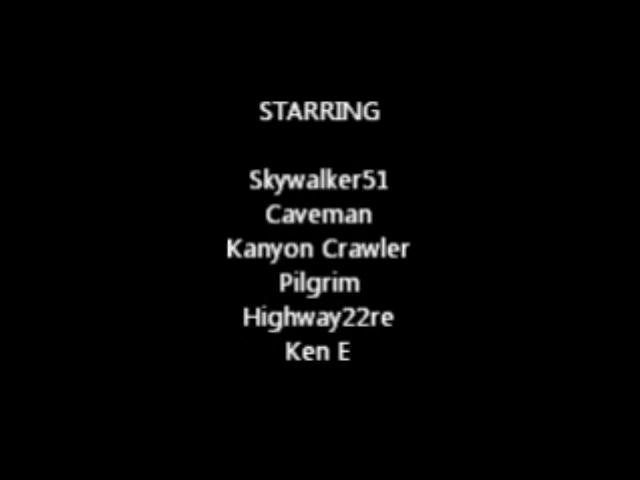 STARRING
Skywalker51
Caveman
Kanyon Crawler
Pilgrim
Highway22re
Ken E